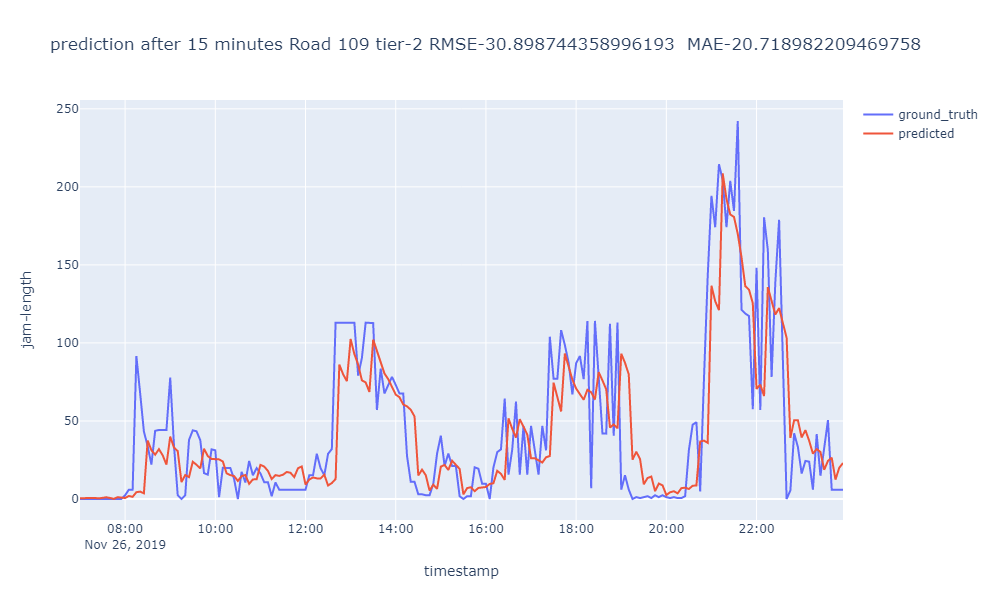 prediction after 15 minutes Road 109 tier-2 RMSE-30.898744358996193  MAE-20.718982209469758
ground_truth
predicted
250
200
150
100
50
0
jam-length
08:00 10:00 12:00 14:00 16:00 18:00 20:00 22:00
Nov 26, 2019
timestamp